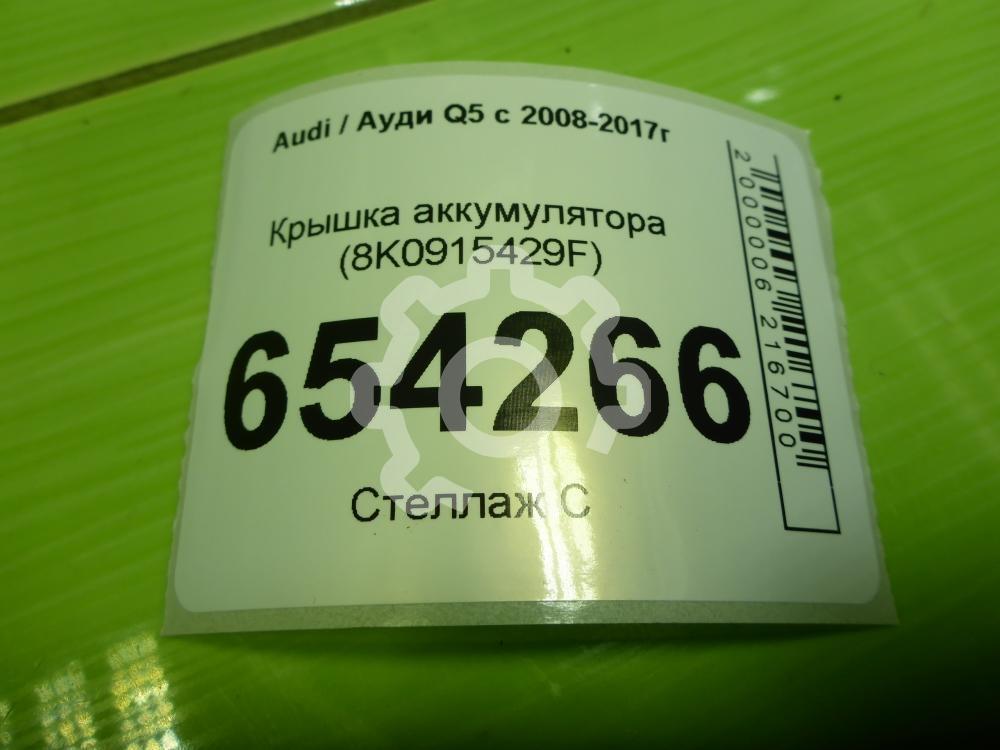 Audi / Ауди Q5 с 2008-2017г
Крышка аккумулятора
(8K0915429F)
654266
Стеллаж С
2000006216700